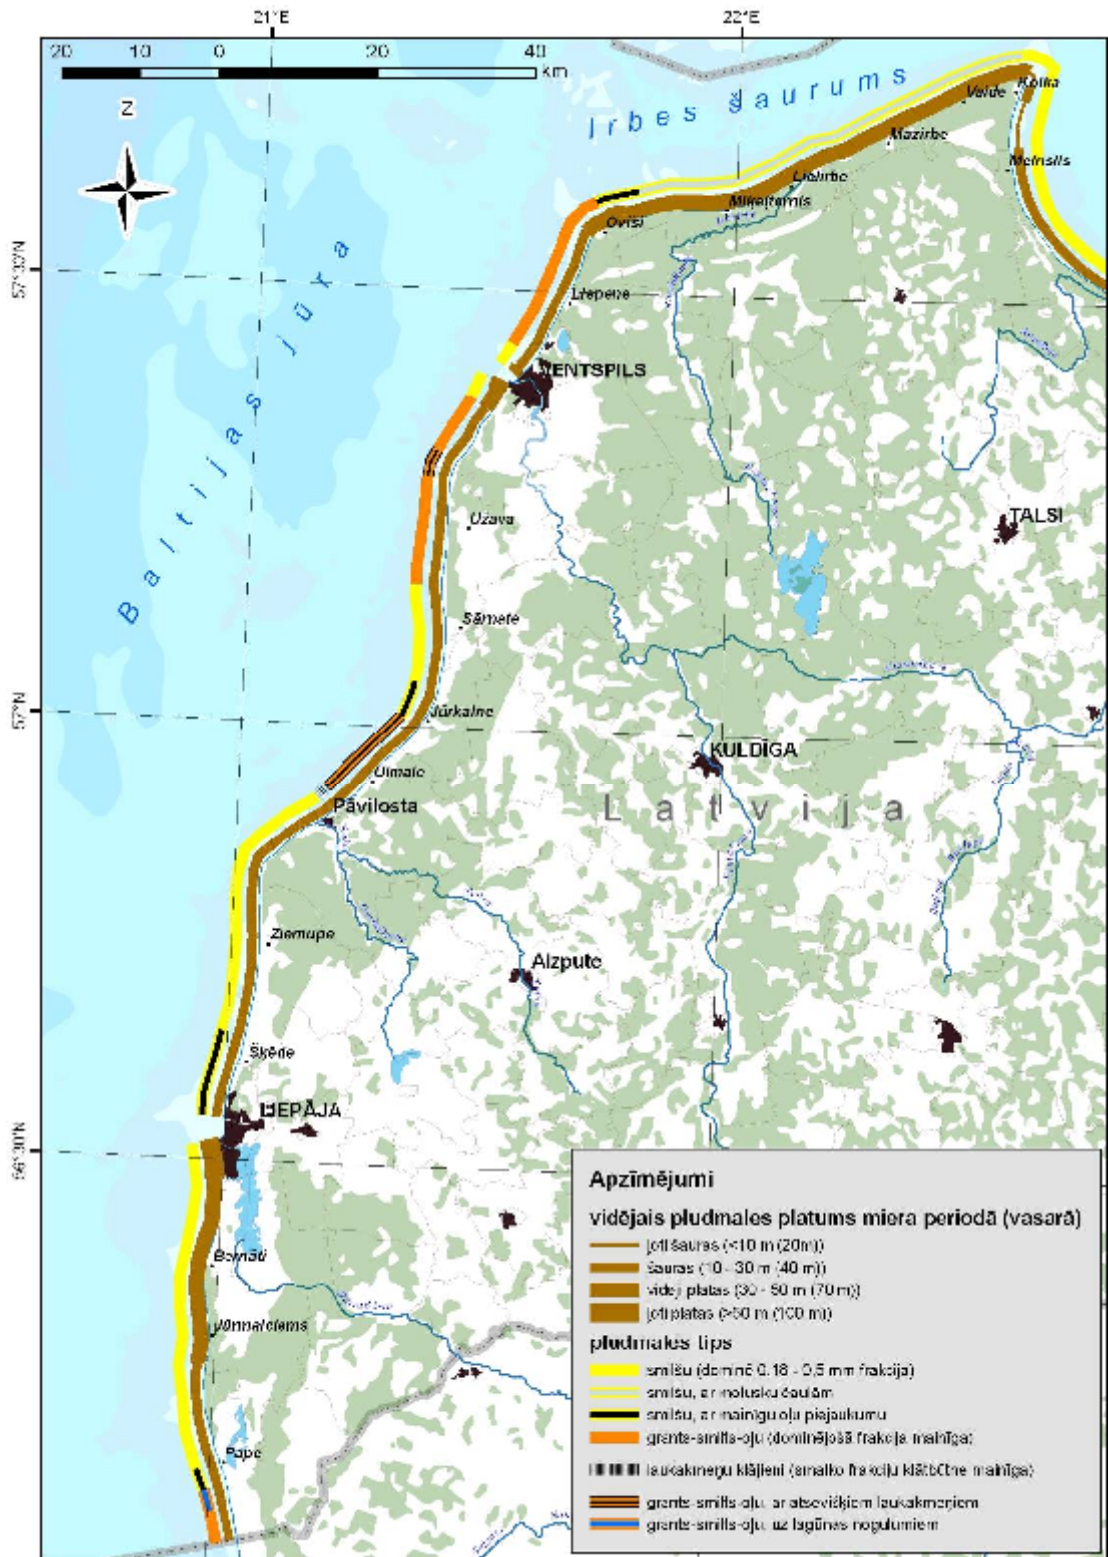 21°E
22°E
20 10 0 20 40
km
Z
Irbes šaurums
Kolka
Vaide
Mazirbe
Lielirbe
Miķeļtornis
Ovīši
Liepene
57°30'N
Baltijas jūra
VENTSPILS
Užava
TALSI
Sārnate
57°N
Jūrkalne
KULDĪGA
Ulmale
Pāvilosta
Latvija
Ziemupe
Aizpute
Šķēde
LIEPĀJA
56°30'N
Bernāti
Jūrmalciems
Pape
Apzīmējumi
vidējais pludmales platums miera periodā (vasarā)
ļoti šauras (<10 m (20m))
šauras (10 - 30 m (40 m))
vidēji platas (30 - 50 m (70 m))
ļoti platas (>50 m (100 m))
pludmales tips
smilšu (dominē 0,18 - 0,5 mm frakcija)
smilšu, ar molusku čaulām
smilšu, ar mainīgu oļu piejaukumu
grants-smilts-oļu (dominējošā frakcija mainīga)
laukakmeņu klājieni (smalko frakciju klātbūtne mainīga)
grants-smilts-oļu, ar atsevišķiem laukakmeņiem
grants-smilts-oļu, uz lagūnas nogulumiem